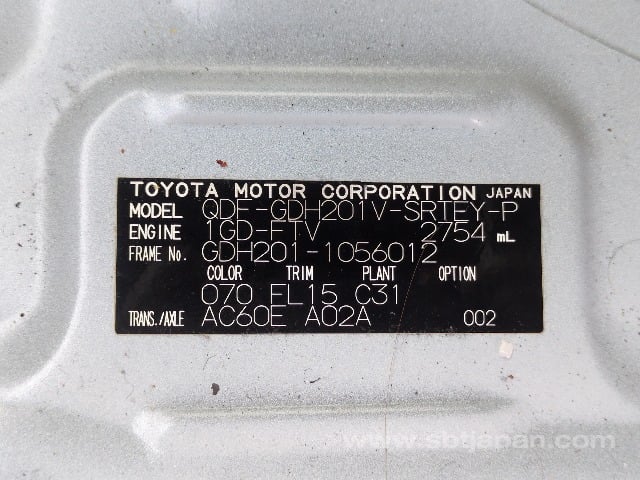 TOYOTA MOTOR CORPORATION JAPAN
MODEL QDF-GDH201V-SRTEY-P
ENGINE 1GD-FTV 2754 mL
FRAME No. GDH201-1056012
COLOR TRIM PLANT OPTION
070 FL15 C31
TRANS./AXLE AC60E A02A 002
www.sbtjapan.com